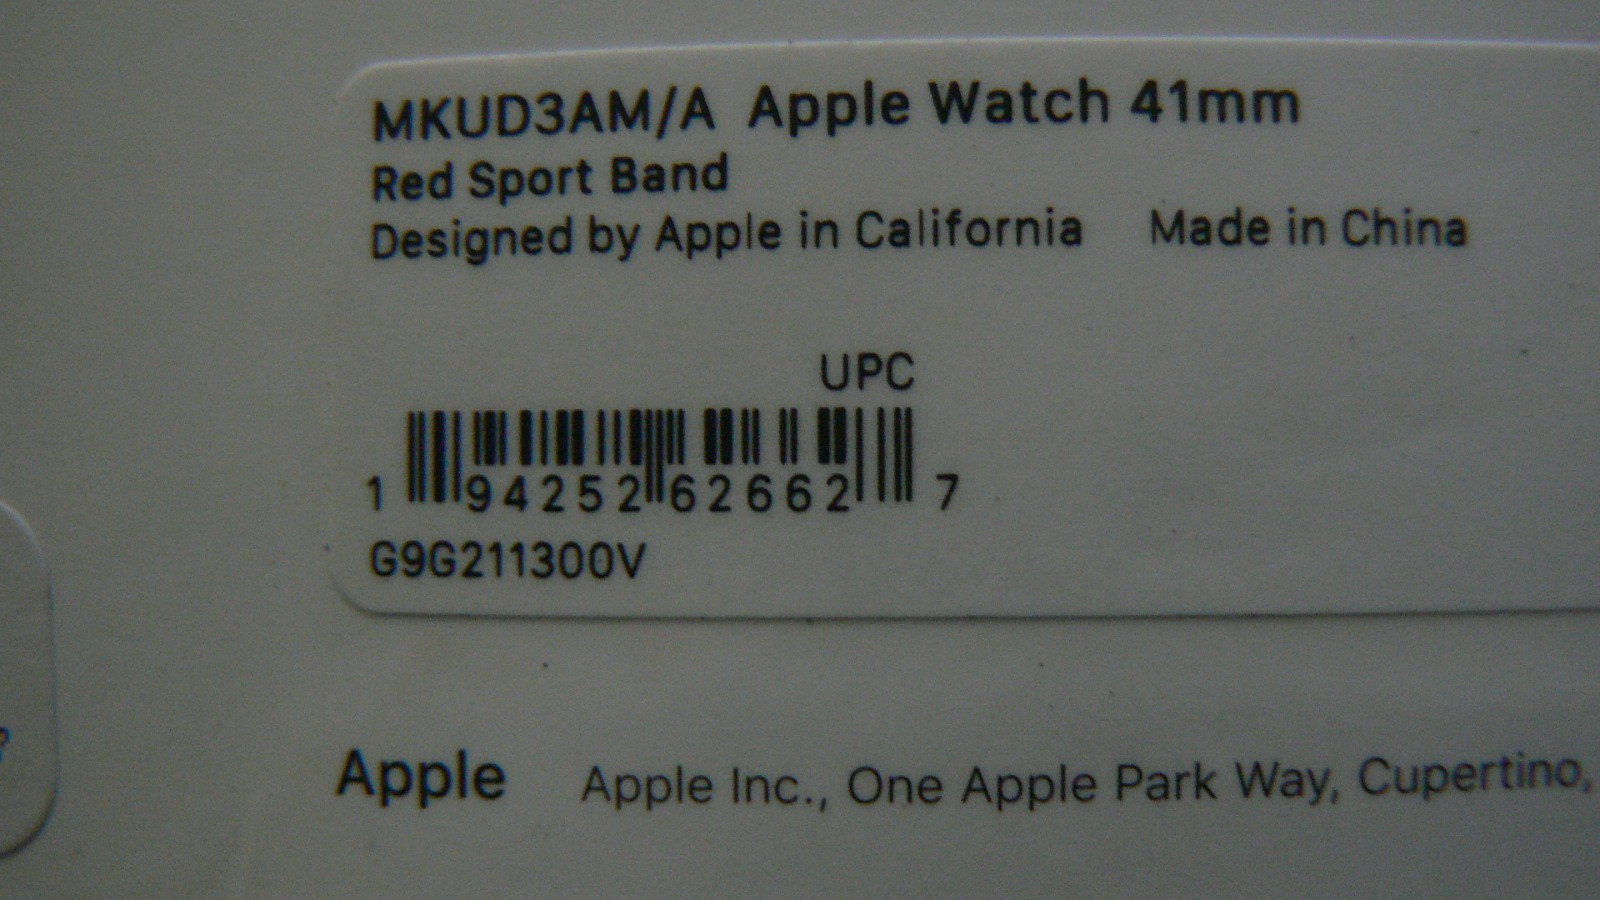 MKUD3AM/A Apple Watch 41mm
Red Sport Band
Designed by Apple in California Made in China
UPC
1 94252 62662 7
G9G211300V
Apple Apple Inc., One Apple Park Way, Cupertino,